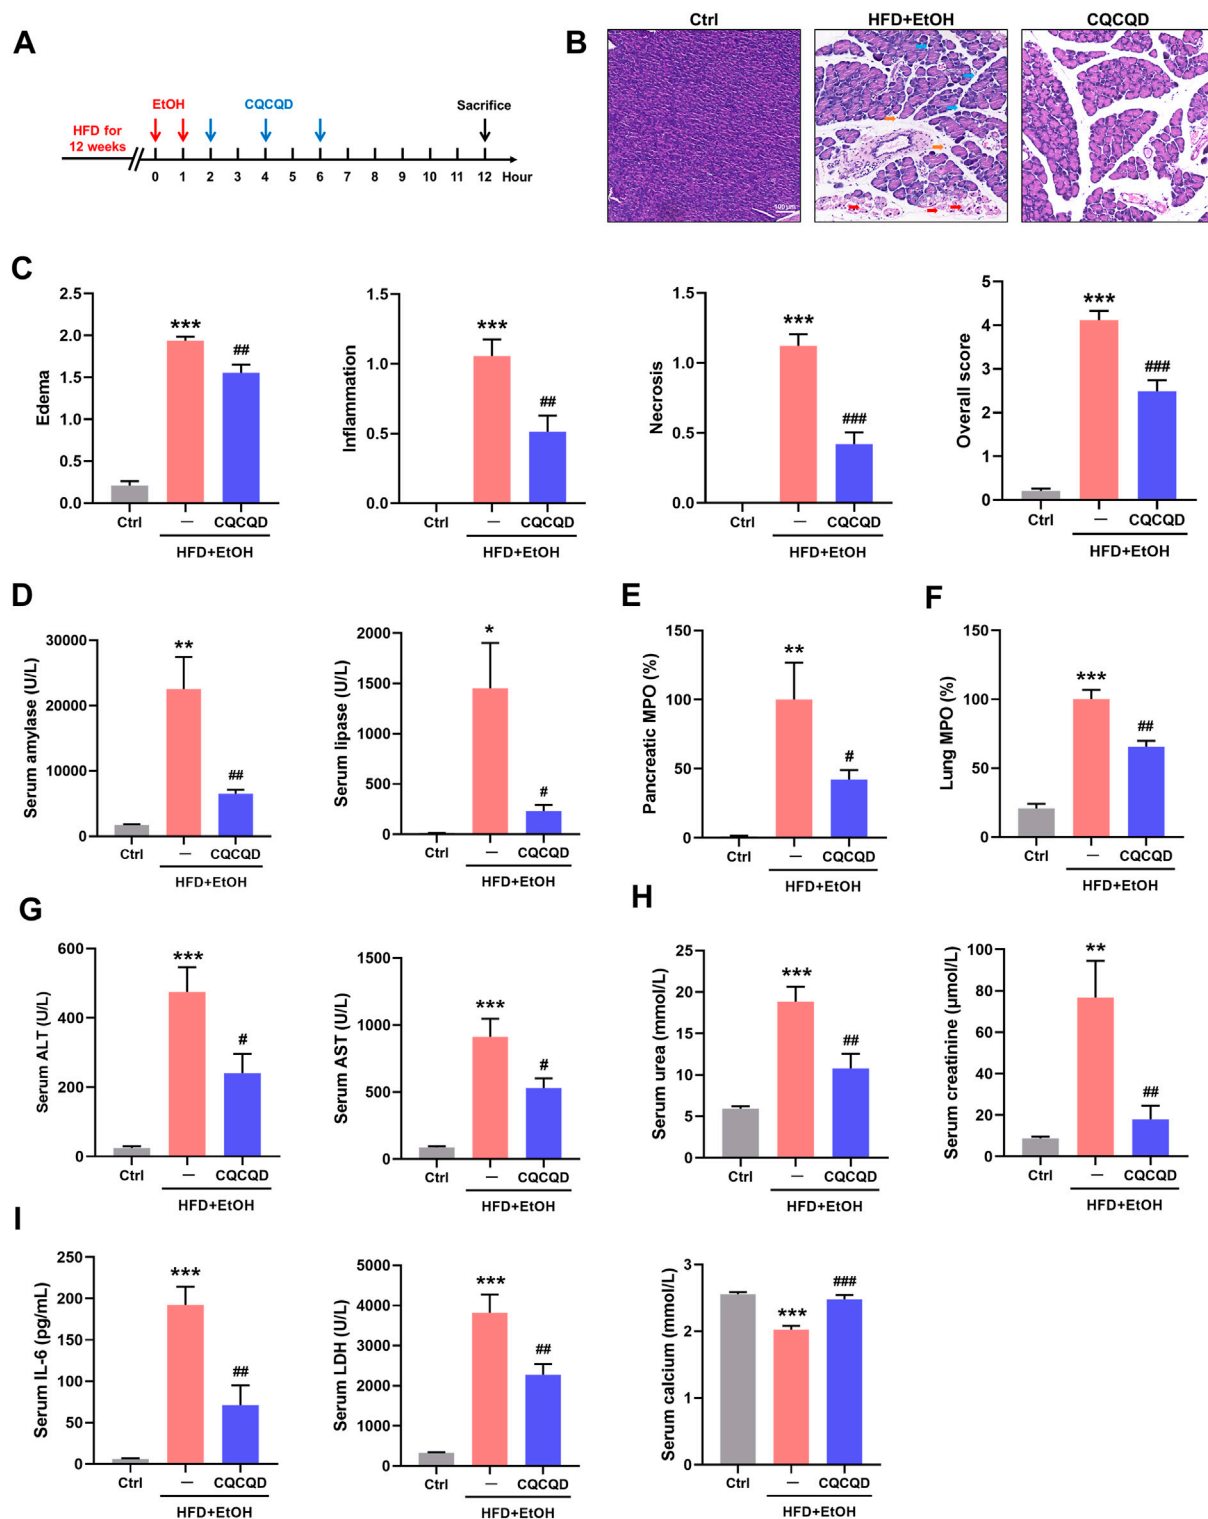 A
EtOH
CQCQD
Sacrifice
HFD for
12 weeks
0 1 2 3 4 5 6 7 8 9 10 11 12 Hour
B
Ctrl
HFD+EtOH
CQCQD
100 μm
C
Edema
2.5
2.0
1.5
1.0
0.5
0.0
***
##
Ctrl
—
CQCQD
HFD+EtOH
Inflammation
1.5
1.0
0.5
0.0
***
##
Ctrl
—
CQCQD
HFD+EtOH
Necrosis
1.5
1.0
0.5
0.0
***
###
Ctrl
—
CQCQD
HFD+EtOH
Overall score
5
4
3
2
1
0
***
###
Ctrl
—
CQCQD
HFD+EtOH
D
Serum amylase (U/L)
30000
20000
10000
0
**
##
Ctrl
—
CQCQD
HFD+EtOH
Serum lipase (U/L)
2000
1500
1000
500
0
*
#
Ctrl
—
CQCQD
HFD+EtOH
E
Pancreatic MPO (%)
150
100
50
0
**
#
Ctrl
—
CQCQD
HFD+EtOH
F
Lung MPO (%)
150
100
50
0
***
##
Ctrl
—
CQCQD
HFD+EtOH
G
Serum ALT (U/L)
600
400
200
0
***
#
Ctrl
—
CQCQD
HFD+EtOH
Serum AST (U/L)
1500
1000
500
0
***
#
Ctrl
—
CQCQD
HFD+EtOH
H
Serum urea (mmol/L)
25
20
15
10
5
0
***
##
Ctrl
—
CQCQD
HFD+EtOH
Serum creatinine (μmol/L)
100
80
60
40
20
0
**
##
Ctrl
—
CQCQD
HFD+EtOH
I
Serum IL-6 (pg/mL)
250
200
150
100
50
0
***
##
Ctrl
—
CQCQD
HFD+EtOH
Serum LDH (U/L)
5000
4000
3000
2000
1000
0
***
##
Ctrl
—
CQCQD
HFD+EtOH
Serum calcium (mmol/L)
3
2
1
0
***
###
Ctrl
—
CQCQD
HFD+EtOH